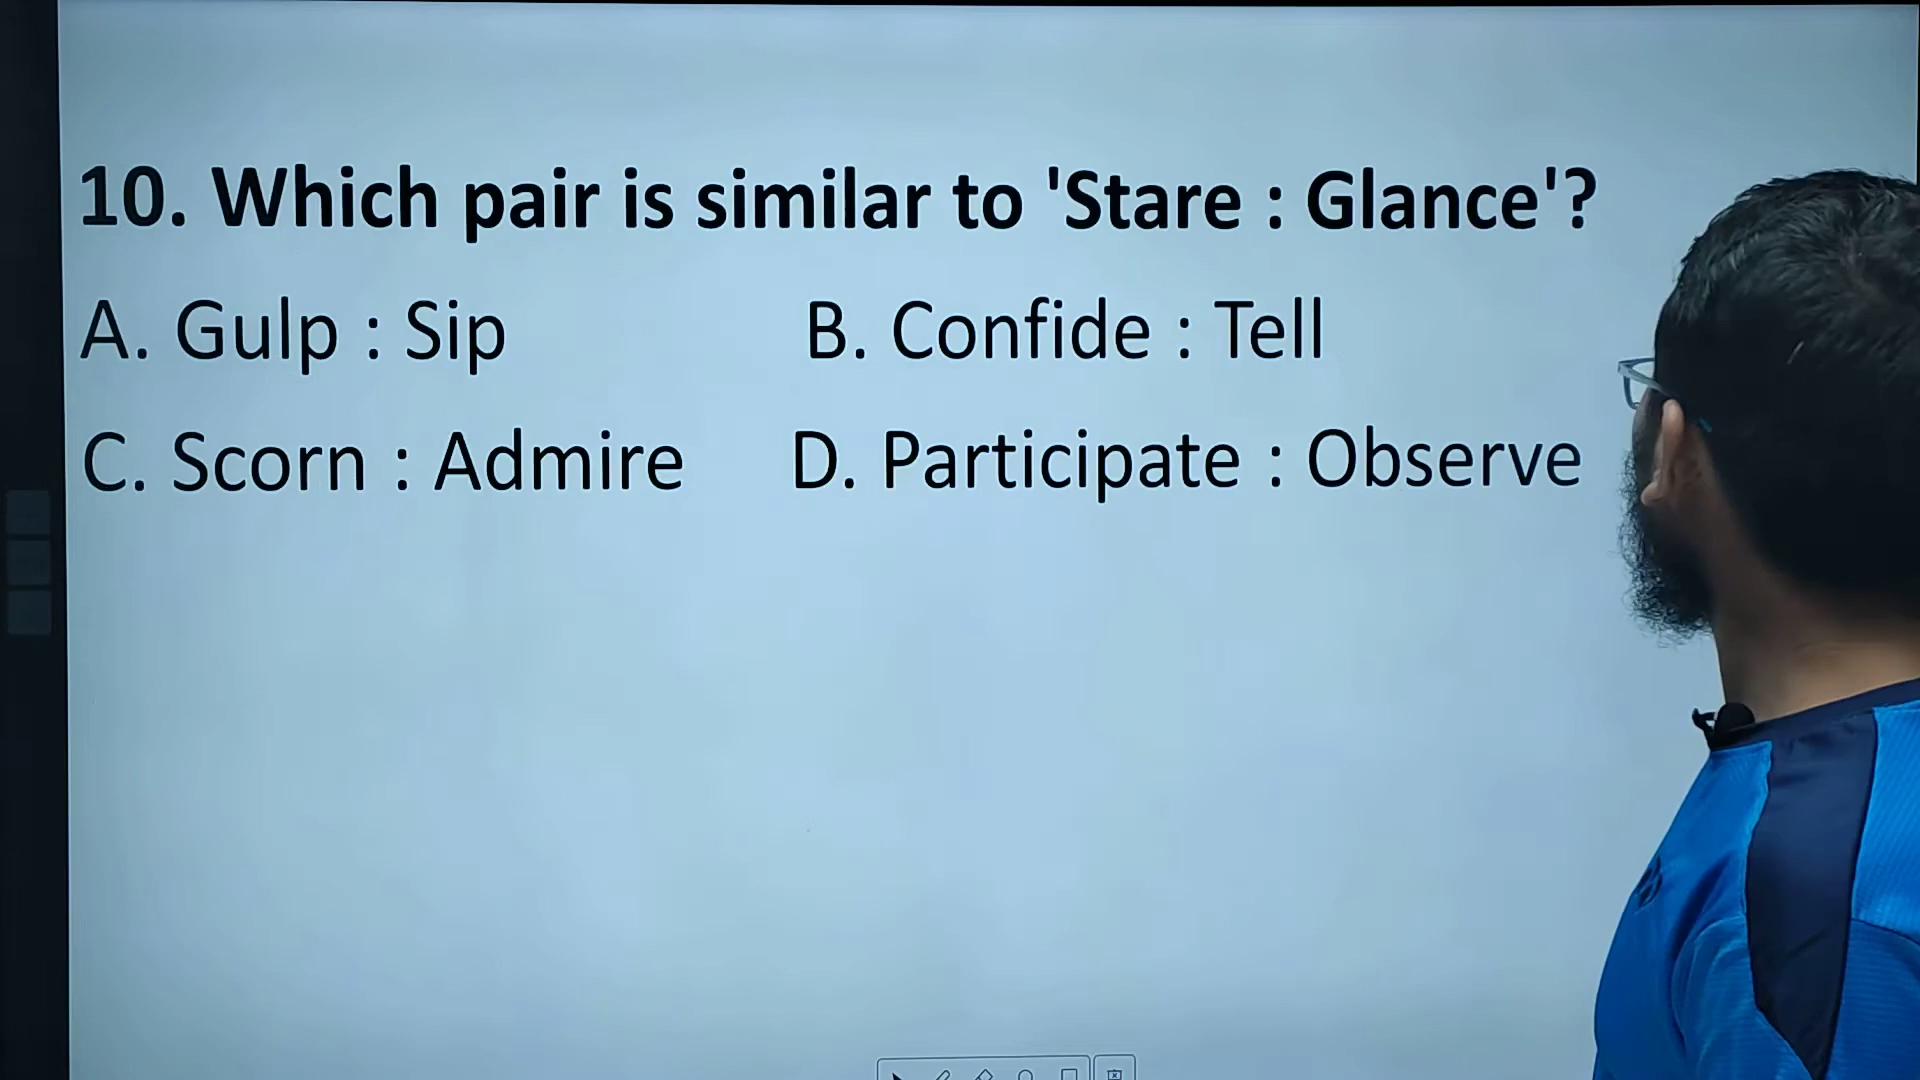 10. Which pair is similar to 'Stare : Glance'?
A. Gulp : Sip B. Confide : Tell
C. Scorn : Admire D. Participate : Observe